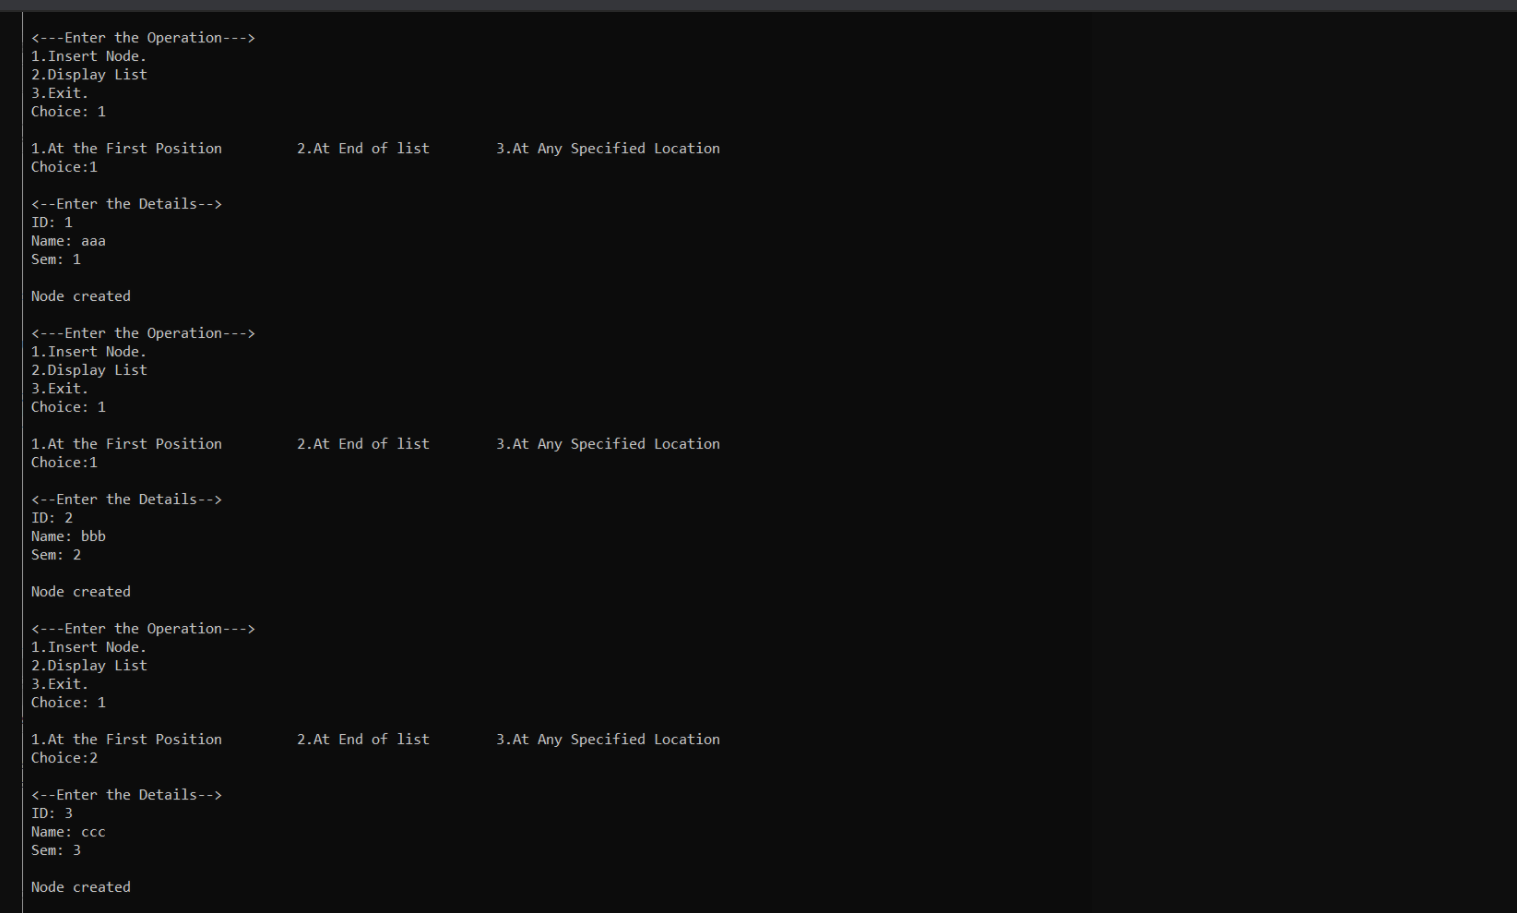 <---Enter the Operation--->
1.Insert Node.
2.Display List
3.Exit.
Choice: 1
1.At the First Position         2.At End of list        3.At Any Specified Location
Choice:1
<--Enter the Details-->
ID: 1
Name: aaa
Sem: 1
Node created
<---Enter the Operation--->
1.Insert Node.
2.Display List
3.Exit.
Choice: 1
1.At the First Position         2.At End of list        3.At Any Specified Location
Choice:1
<--Enter the Details-->
ID: 2
Name: bbb
Sem: 2
Node created
<---Enter the Operation--->
1.Insert Node.
2.Display List
3.Exit.
Choice: 1
1.At the First Position         2.At End of list        3.At Any Specified Location
Choice:2
<--Enter the Details-->
ID: 3
Name: ccc
Sem: 3
Node created